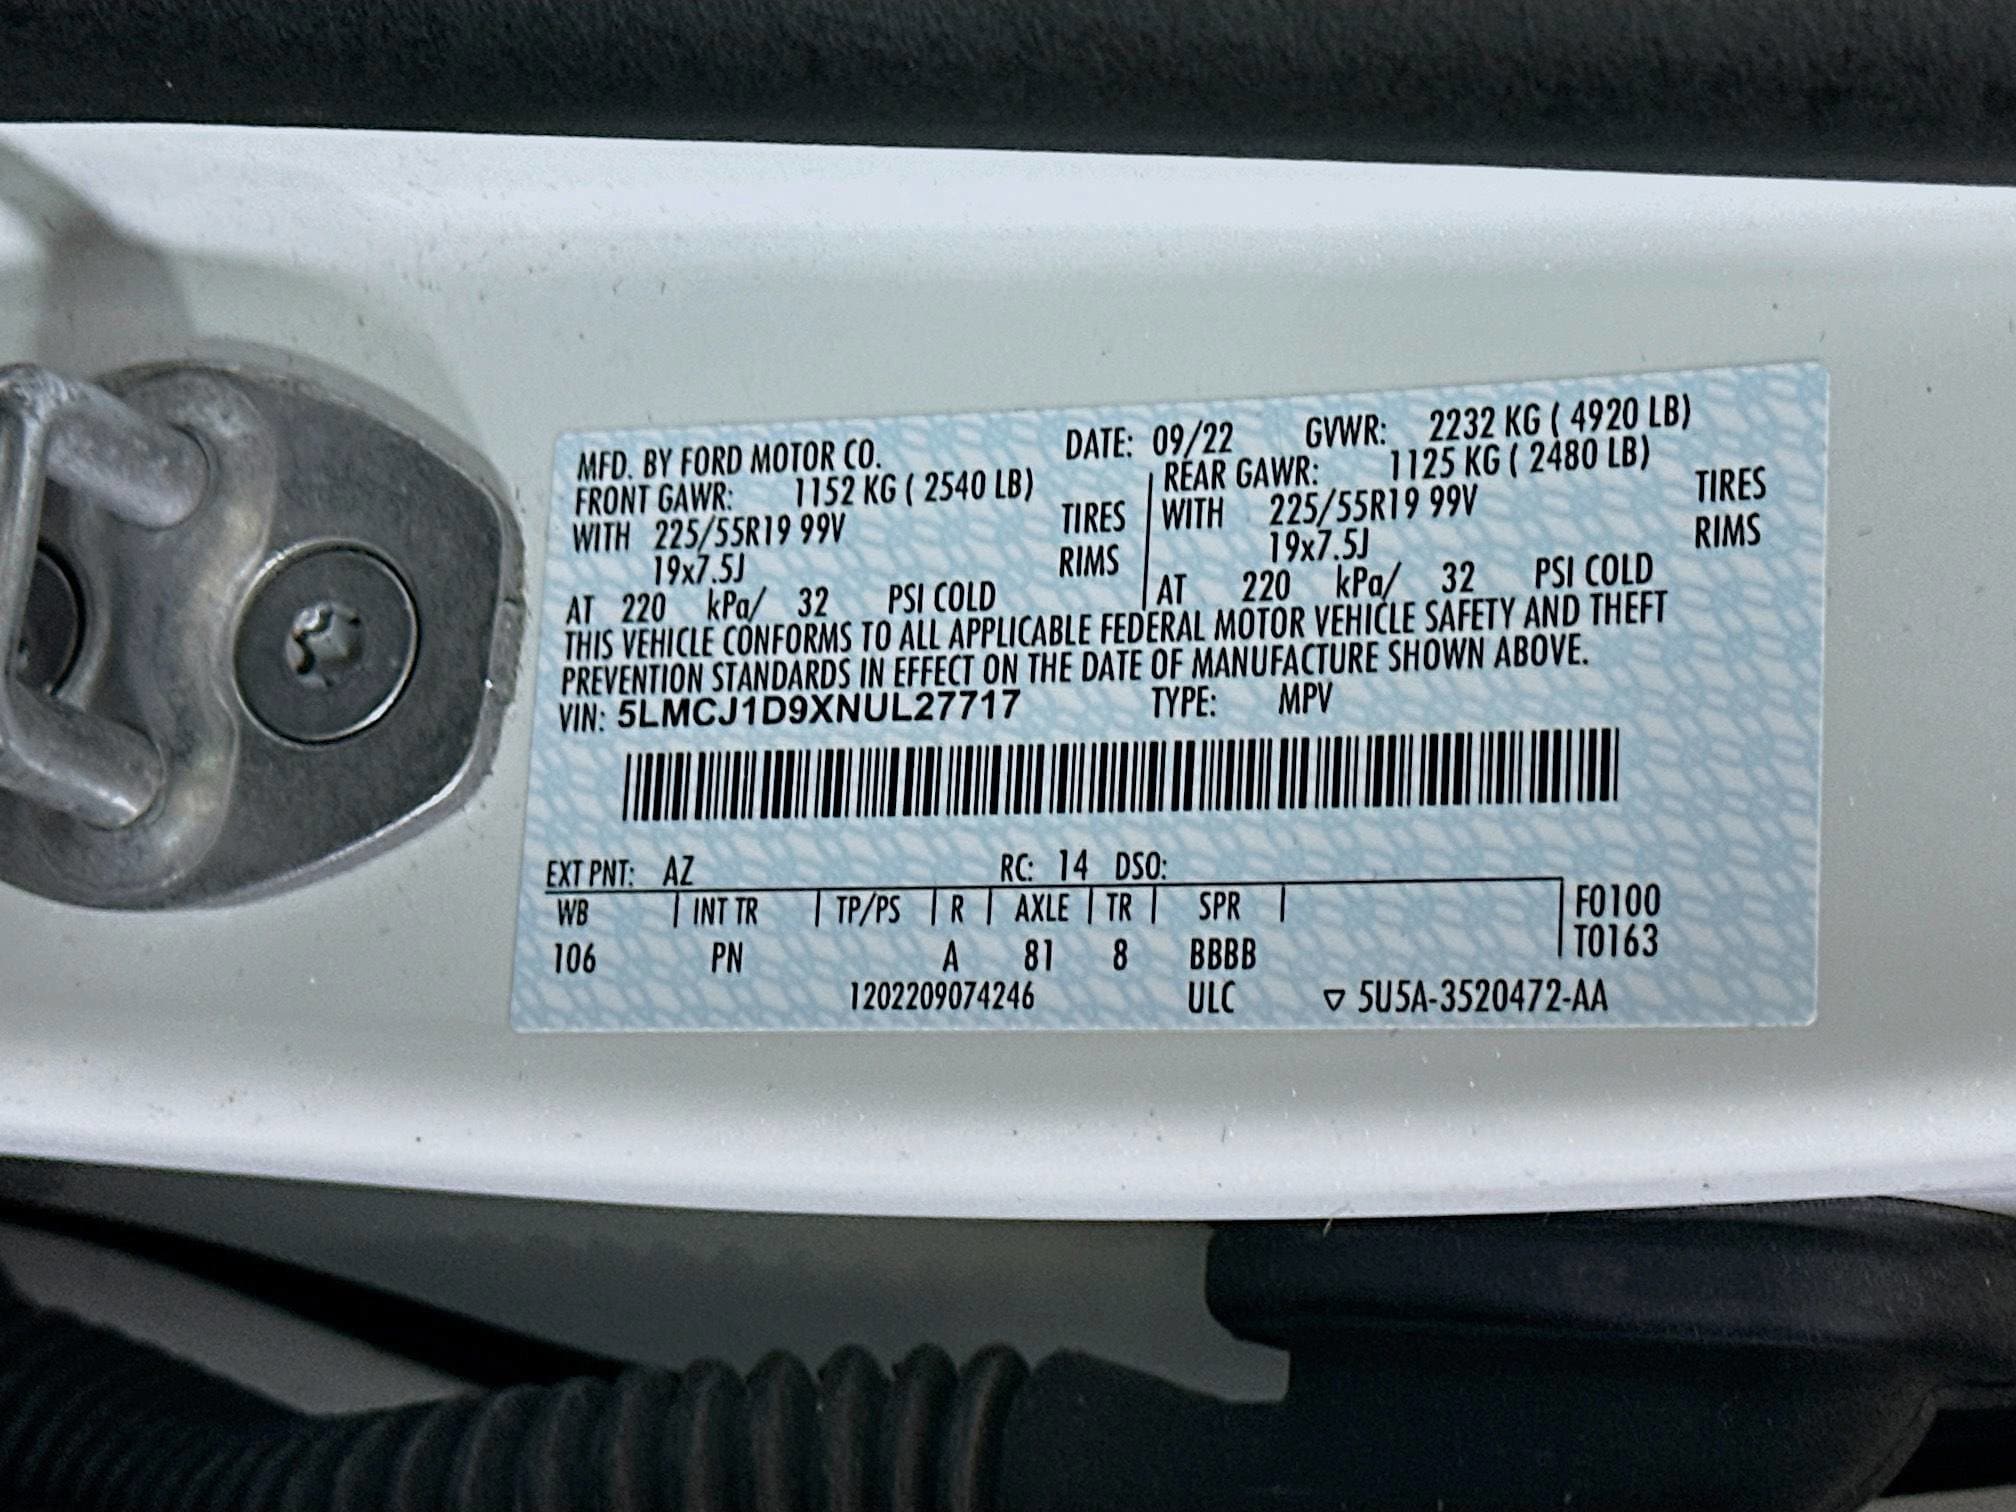 MFD. BY FORD MOTOR CO. DATE: 09/22 GVWR: 2232 KG ( 4920 LB)
FRONT GAWR: 1152 KG ( 2540 LB) REAR GAWR: 1125 KG ( 2480 LB)
WITH 225/55R19 99V TIRES WITH 225/55R19 99V TIRES
19x7.5J RIMS 19x7.5J RIMS
AT 220 kPa/ 32 PSI COLD AT 220 kPa/ 32 PSI COLD
THIS VEHICLE CONFORMS TO ALL APPLICABLE FEDERAL MOTOR VEHICLE SAFETY AND THEFT
PREVENTION STANDARDS IN EFFECT ON THE DATE OF MANUFACTURE SHOWN ABOVE.
VIN: 5LMCJ1D9XNUL27717 TYPE: MPV
EXT PNT: AZ RC: 14 DSO:
WB INT TR TP/PS R AXLE TR SPR F0100
106 PN A 81 8 BBBB T0163
1202209074246 ULC ▽ 5U5A-3520472-AA